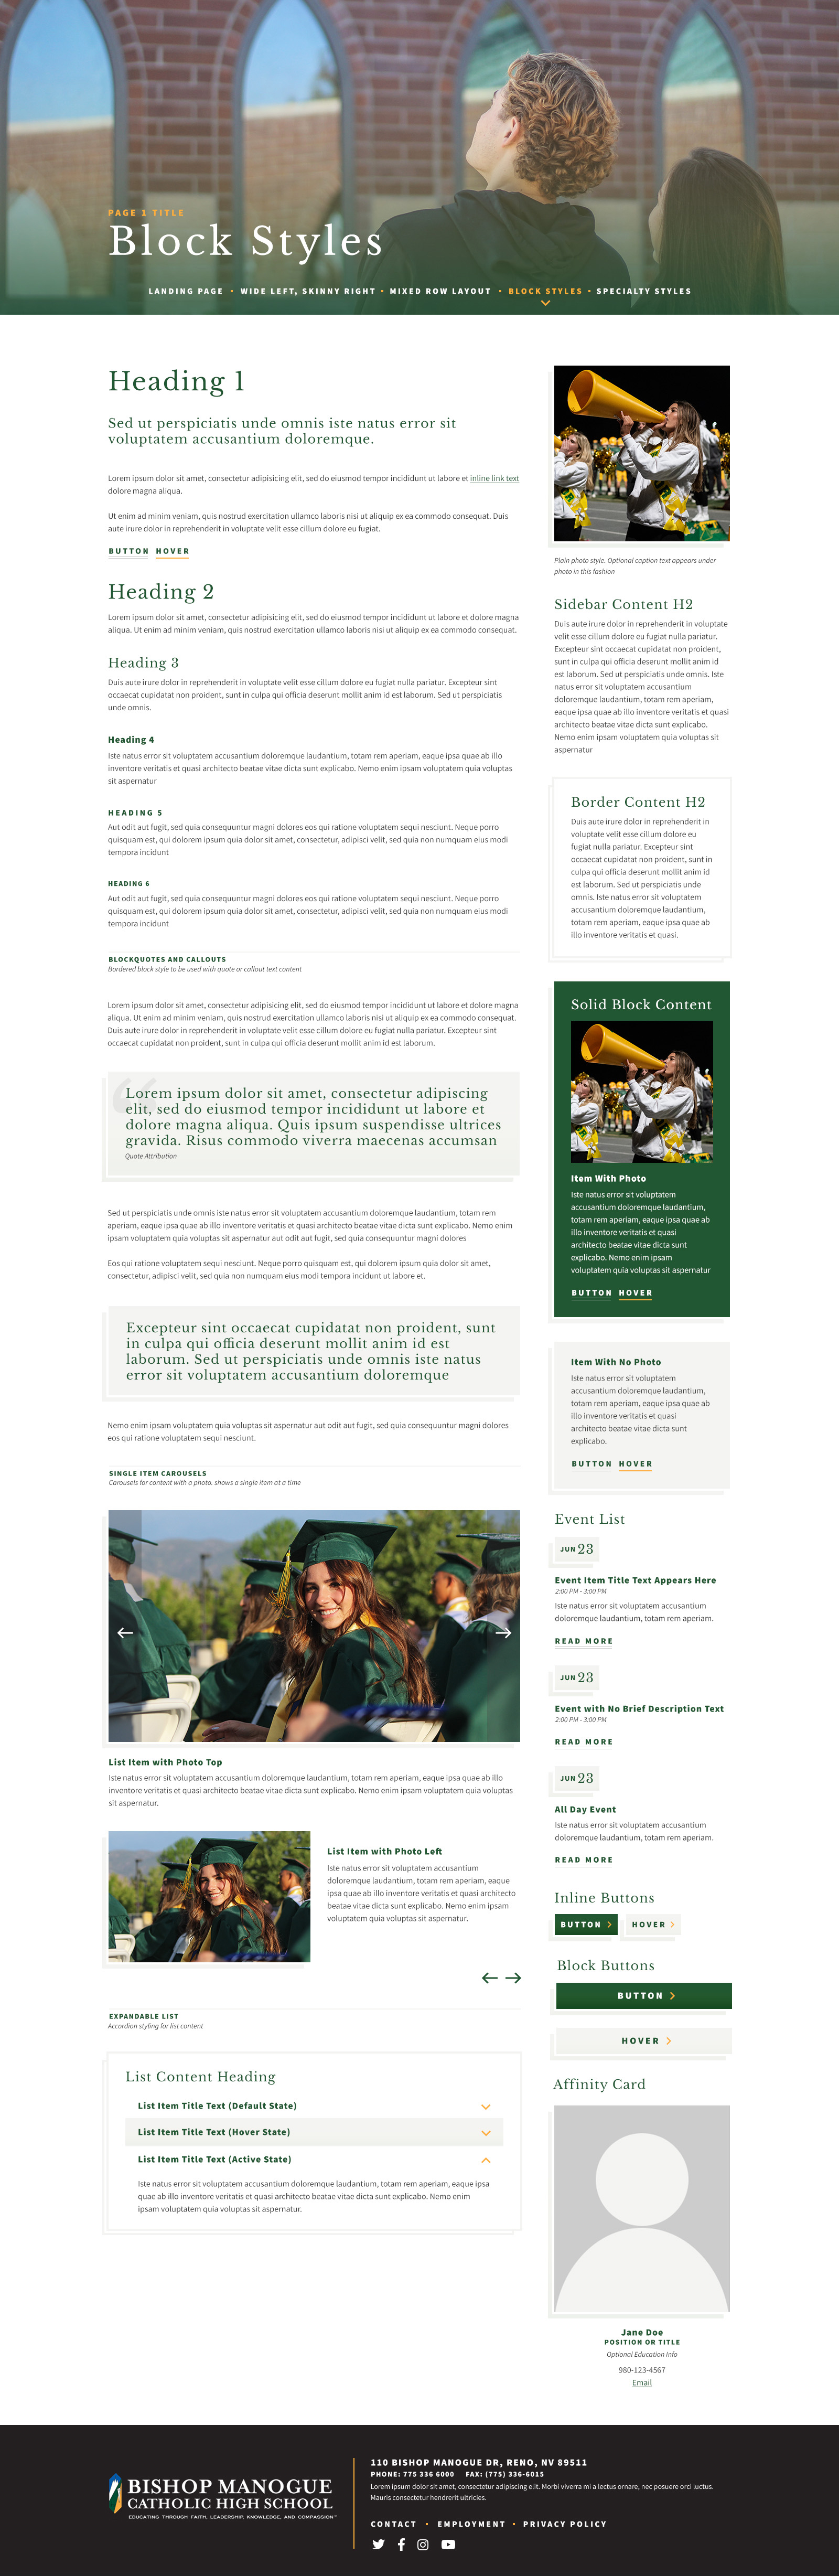 PAGE 1 TITLE
Block Styles
LANDING PAGE • WIDE LEFT, SKINNY RIGHT • MIXED ROW LAYOUT • BLOCK STYLES • SPECIALTY STYLES
Heading 1
Sed ut perspiciatis unde omnis iste natus error sit
voluptatem accusantium doloremque.
Lorem ipsum dolor sit amet, consectetur adipisicing elit, sed do eiusmod tempor incididunt ut labore et inline link text
dolore magna aliqua.
Ut enim ad minim veniam, quis nostrud exercitation ullamco laboris nisi ut aliquip ex ea commodo consequat. Duis
aute irure dolor in reprehenderit in voluptate velit esse cillum dolore eu fugiat.
BUTTON HOVER
Heading 2
Lorem ipsum dolor sit amet, consectetur adipisicing elit, sed do eiusmod tempor incididunt ut labore et dolore magna
aliqua. Ut enim ad minim veniam, quis nostrud exercitation ullamco laboris nisi ut aliquip ex ea commodo consequat.
Heading 3
Duis aute irure dolor in reprehenderit in voluptate velit esse cillum dolore eu fugiat nulla pariatur. Excepteur sint
occaecat cupidatat non proident, sunt in culpa qui officia deserunt mollit anim id est laborum. Sed ut perspiciatis
unde omnis.
Heading 4
Iste natus error sit voluptatem accusantium doloremque laudantium, totam rem aperiam, eaque ipsa quae ab illo
inventore veritatis et quasi architecto beatae vitae dicta sunt explicabo. Nemo enim ipsam voluptatem quia voluptas
sit aspernatur
HEADING 5
Aut odit aut fugit, sed quia consequuntur magni dolores eos qui ratione voluptatem sequi nesciunt. Neque porro
quisquam est, qui dolorem ipsum quia dolor sit amet, consectetur, adipisci velit, sed quia non numquam eius modi
tempora incidunt
HEADING 6
Aut odit aut fugit, sed quia consequuntur magni dolores eos qui ratione voluptatem sequi nesciunt. Neque porro
quisquam est, qui dolorem ipsum quia dolor sit amet, consectetur, adipisci velit, sed quia non numquam eius modi
tempora incidunt
BLOCKQUOTES AND CALLOUTS
Bordered block style to be used with quote or callout text content
Lorem ipsum dolor sit amet, consectetur adipisicing elit, sed do eiusmod tempor incididunt ut labore et dolore magna
aliqua. Ut enim ad minim veniam, quis nostrud exercitation ullamco laboris nisi ut aliquip ex ea commodo consequat.
Duis aute irure dolor in reprehenderit in voluptate velit esse cillum dolore eu fugiat nulla pariatur. Excepteur sint
occaecat cupidatat non proident, sunt in culpa qui officia deserunt mollit anim id est laborum.
“
Lorem ipsum dolor sit amet, consectetur adipiscing
elit, sed do eiusmod tempor incididunt ut labore et
dolore magna aliqua. Quis ipsum suspendisse ultrices
gravida. Risus commodo viverra maecenas accumsan
Quote Attribution
Sed ut perspiciatis unde omnis iste natus error sit voluptatem accusantium doloremque laudantium, totam rem
aperiam, eaque ipsa quae ab illo inventore veritatis et quasi architecto beatae vitae dicta sunt explicabo. Nemo enim
ipsam voluptatem quia voluptas sit aspernatur aut odit aut fugit, sed quia consequuntur magni dolores
Eos qui ratione voluptatem sequi nesciunt. Neque porro quisquam est, qui dolorem ipsum quia dolor sit amet,
consectetur, adipisci velit, sed quia non numquam eius modi tempora incidunt ut labore et.
Excepteur sint occaecat cupidatat non proident, sunt
in culpa qui officia deserunt mollit anim id est
laborum. Sed ut perspiciatis unde omnis iste natus
error sit voluptatem accusantium doloremque
Nemo enim ipsam voluptatem quia voluptas sit aspernatur aut odit aut fugit, sed quia consequuntur magni dolores
eos qui ratione voluptatem sequi nesciunt.
SINGLE ITEM CAROUSELS
Carousels for content with a photo. shows a single item at a time
List Item with Photo Top
Iste natus error sit voluptatem accusantium doloremque laudantium, totam rem aperiam, eaque ipsa quae ab illo
inventore veritatis et quasi architecto beatae vitae dicta sunt explicabo. Nemo enim ipsam voluptatem quia voluptas
sit aspernatur.
List Item with Photo Left
Iste natus error sit voluptatem accusantium
doloremque laudantium, totam rem aperiam, eaque
ipsa quae ab illo inventore veritatis et quasi architecto
beatae vitae dicta sunt explicabo. Nemo enim ipsam
voluptatem quia voluptas sit aspernatur.
EXPANDABLE LIST
Accordion styling for list content
List Content Heading
List Item Title Text (Default State)
List Item Title Text (Hover State)
List Item Title Text (Active State)
Iste natus error sit voluptatem accusantium doloremque laudantium, totam rem aperiam, eaque ipsa
quae ab illo inventore veritatis et quasi architecto beatae vitae dicta sunt explicabo. Nemo enim
ipsam voluptatem quia voluptas sit aspernatur.
Plain photo style. Optional caption text appears under
photo in this fashion
Sidebar Content H2
Duis aute irure dolor in reprehenderit in voluptate
velit esse cillum dolore eu fugiat nulla pariatur.
Excepteur sint occaecat cupidatat non proident,
sunt in culpa qui officia deserunt mollit anim id
est laborum. Sed ut perspiciatis unde omnis. Iste
natus error sit voluptatem accusantium
doloremque laudantium, totam rem aperiam,
eaque ipsa quae ab illo inventore veritatis et quasi
architecto beatae vitae dicta sunt explicabo.
Nemo enim ipsam voluptatem quia voluptas sit
aspernatur
Border Content H2
Duis aute irure dolor in reprehenderit in
voluptate velit esse cillum dolore eu
fugiat nulla pariatur. Excepteur sint
occaecat cupidatat non proident, sunt in
culpa qui officia deserunt mollit anim id
est laborum. Sed ut perspiciatis unde
omnis. Iste natus error sit voluptatem
accusantium doloremque laudantium,
totam rem aperiam, eaque ipsa quae ab
illo inventore veritatis et quasi.
Solid Block Content
Item With Photo
Iste natus error sit voluptatem
accusantium doloremque laudantium,
totam rem aperiam, eaque ipsa quae ab
illo inventore veritatis et quasi
architecto beatae vitae dicta sunt
explicabo. Nemo enim ipsam
voluptatem quia voluptas sit aspernatur
BUTTON HOVER
Item With No Photo
Iste natus error sit voluptatem
accusantium doloremque laudantium,
totam rem aperiam, eaque ipsa quae ab
illo inventore veritatis et quasi
architecto beatae vitae dicta sunt
explicabo.
BUTTON HOVER
Event List
JUN 23
Event Item Title Text Appears Here
2:00 PM - 3:00 PM
Iste natus error sit voluptatem accusantium
doloremque laudantium, totam rem aperiam.
READ MORE
JUN 23
Event with No Brief Description Text
2:00 PM - 3:00 PM
READ MORE
JUN 23
All Day Event
Iste natus error sit voluptatem accusantium
doloremque laudantium, totam rem aperiam.
READ MORE
Inline Buttons
BUTTON HOVER
Block Buttons
BUTTON
HOVER
Affinity Card
Jane Doe
POSITION OR TITLE
Optional Education Info
980-123-4567
Email
BISHOP MANOGUE
CATHOLIC HIGH SCHOOL
EDUCATING THROUGH FAITH, LEADERSHIP, KNOWLEDGE, AND COMPASSION™
110 BISHOP MANOGUE DR, RENO, NV 89511
PHONE: 775 336 6000 FAX: (775) 336-6015
Lorem ipsum dolor sit amet, consectetur adipiscing elit. Morbi viverra mi a lectus ornare, nec posuere orci luctus.
Mauris consectetur hendrerit ultricies.
CONTACT • EMPLOYMENT • PRIVACY POLICY